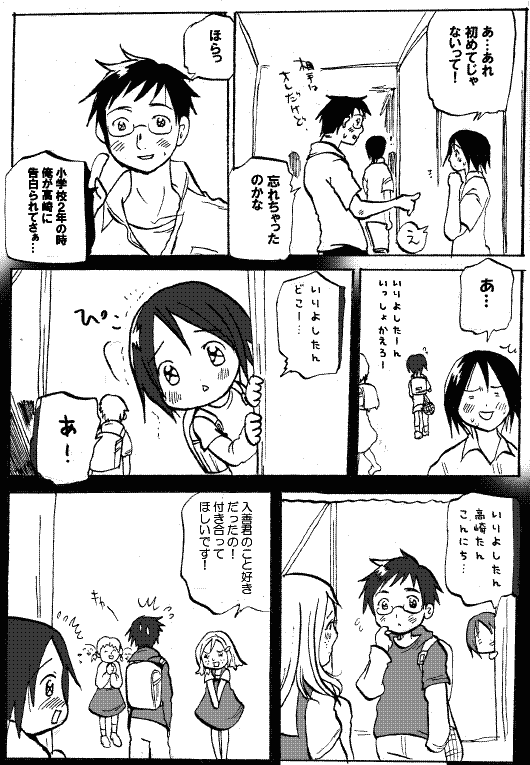 あ…あれ
初めてじゃ
ないって！
相手は
オレだけど、
忘れちゃった
のかな
え
ほらっ
小学校２年の時
俺が高崎に
告白られてさぁ…
あ…
いりよしたーん
いっしょかえろー
いりよしたん
どこー…
ぴこ
あー！
いりよしたん
高崎たん
こんにち…
入善君のこと好き
だったの！
付き合って
ほしいです！
きゃ